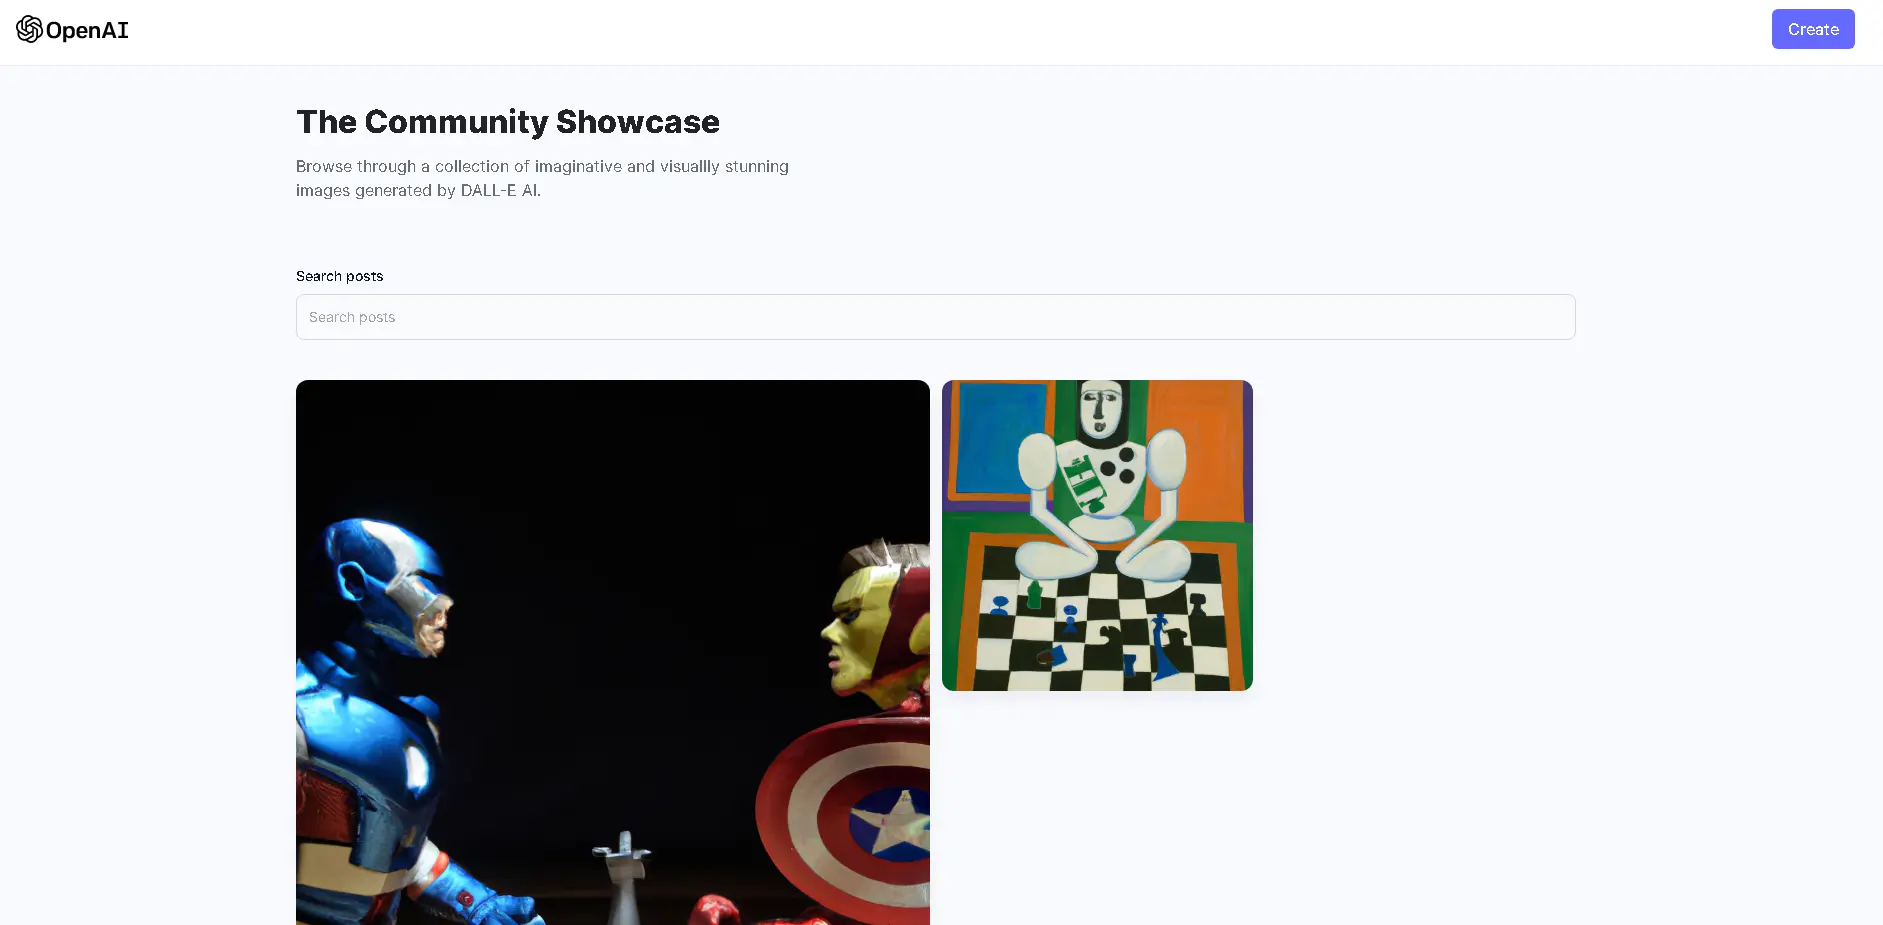 OpenAI
Create
The Community Showcase
Browse through a collection of imaginative and visuallly stunning
images generated by DALL-E AI.
Search posts
Search posts